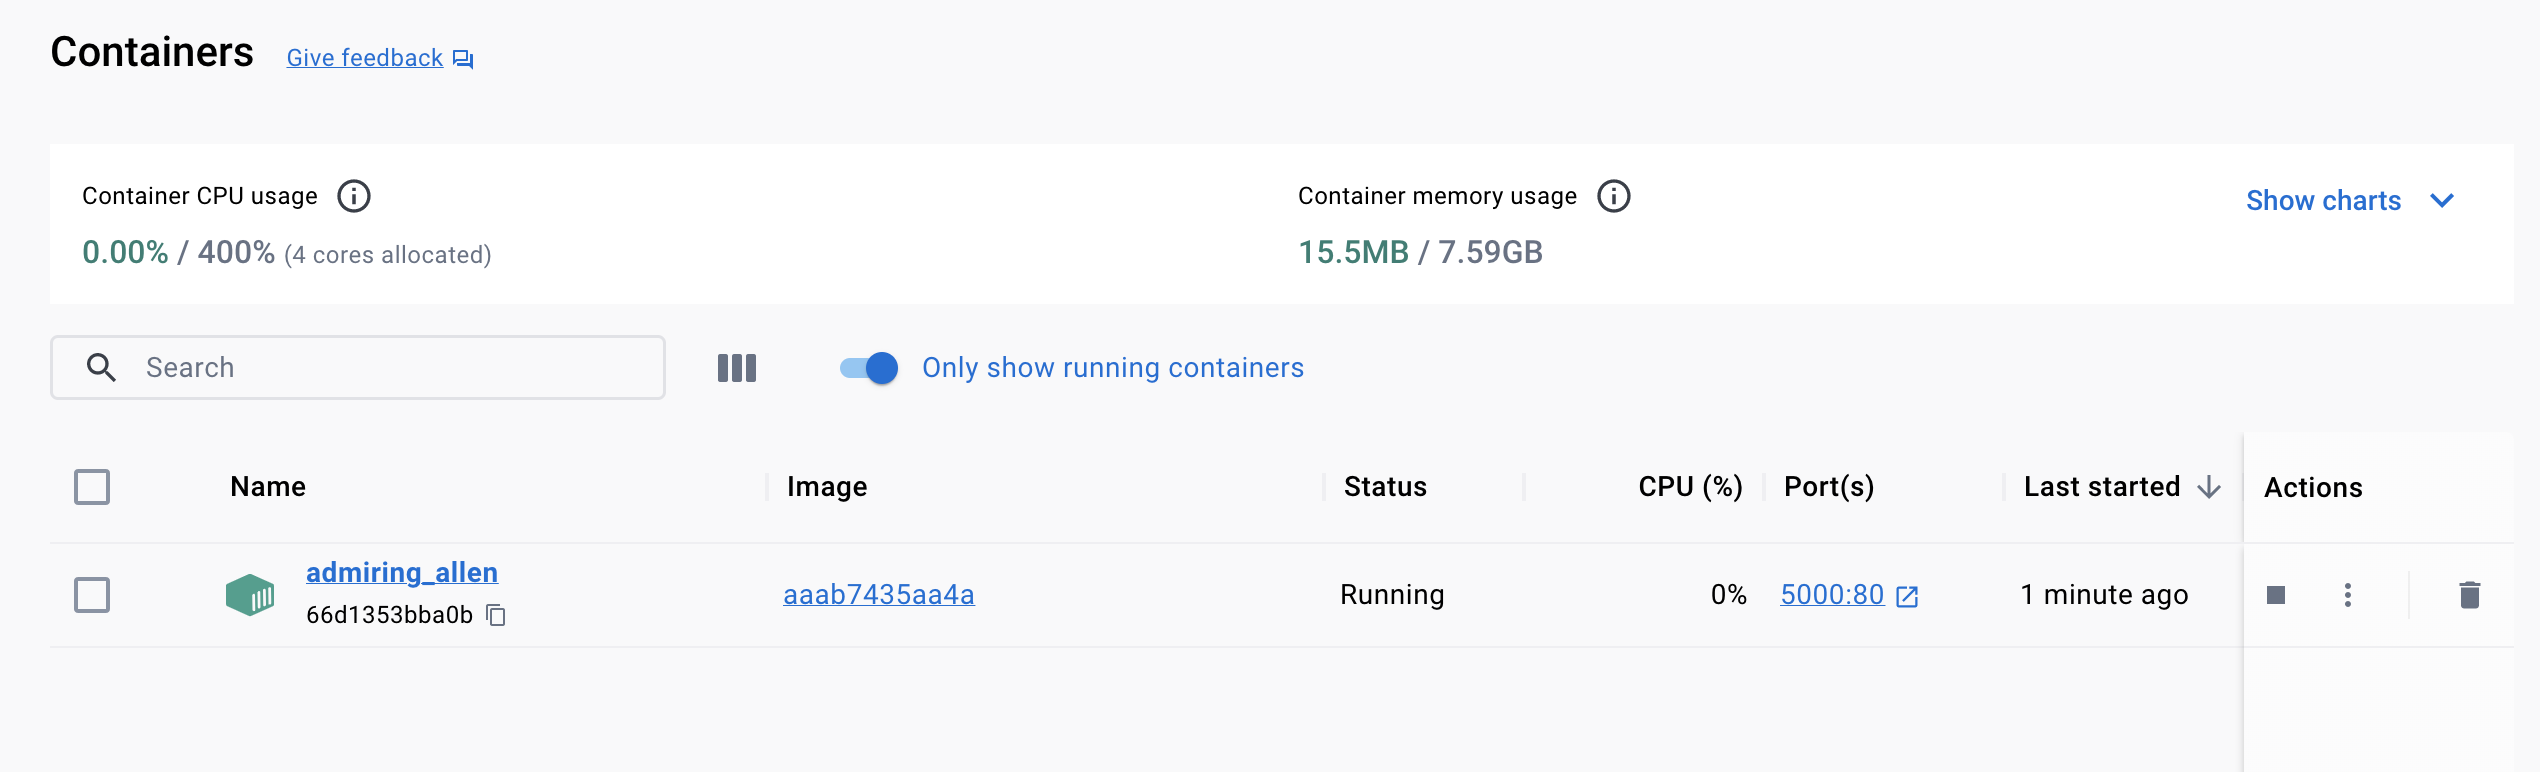 Containers Give feedback
Container CPU usage
0.00% / 400% (4 cores allocated)
Container memory usage
15.5MB / 7.59GB
Show charts
Search
Only show running containers
Name Image Status CPU (%) Port(s) Last started Actions
admiring_allen
66d1353bba0b
aaab7435aa4a Running 0% 5000:80 1 minute ago